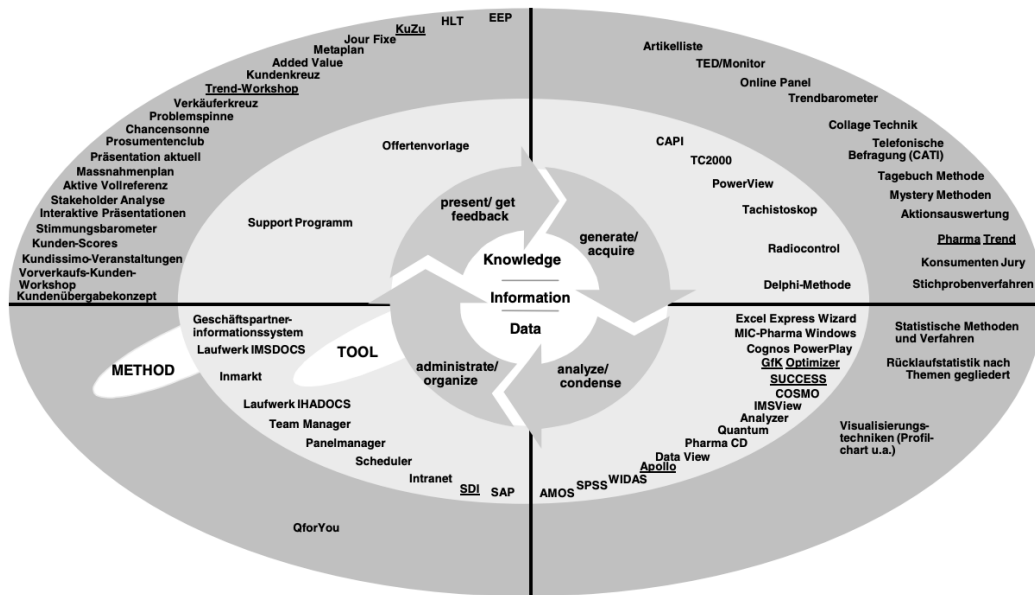 EEP
HLT
KuZu
Jour Fixe
Metaplan
Added Value
Kundenkreuz
Trend-Workshop
Verkäuferkreuz
Problemspinne
Chancensonne
Prosumentenclub
Präsentation aktuell
Massnahmenplan
Aktive Vollreferenz
Stakeholder Analyse
Interaktive Präsentationen
Stimmungsbarometer
Kunden-Scores
Kundissimo-Veranstaltungen
Vorverkaufs-Kunden-
Workshop
Kundenübergabekonzept
Offertenvorlage
Support Programm
Artikelliste
TED/Monitor
Online Panel
Trendbarometer
Collage Technik
Telefonische
Befragung (CATI)
Tagebuch Methode
Mystery Methoden
Aktionsauswertung
Pharma Trend
Konsumenten Jury
Stichprobenverfahren
CAPI
TC2000
PowerView
Tachistoskop
Radiocontrol
Delphi-Methode
present/ get
feedback
generate/
acquire
Knowledge
Information
Data
administrate/
organize
analyze/
condense
METHOD
TOOL
Geschäftspartner-
informationssystem
Laufwerk IMSDOCS
Inmarkt
Laufwerk IHADOCS
Team Manager
Panelmanager
Scheduler
Intranet
SDI
SAP
QforYou
Excel Express Wizard
MIC-Pharma Windows
Cognos PowerPlay
GfK Optimizer
SUCCESS
COSMO
IMSView
Analyzer
Quantum
Pharma CD
Data View
Apollo
WIDAS
SPSS
AMOS
Statistische Methoden
und Verfahren
Rücklaufstatistik nach
Themen gegliedert
Visualisierungs-
techniken (Profil-
chart u.a.)